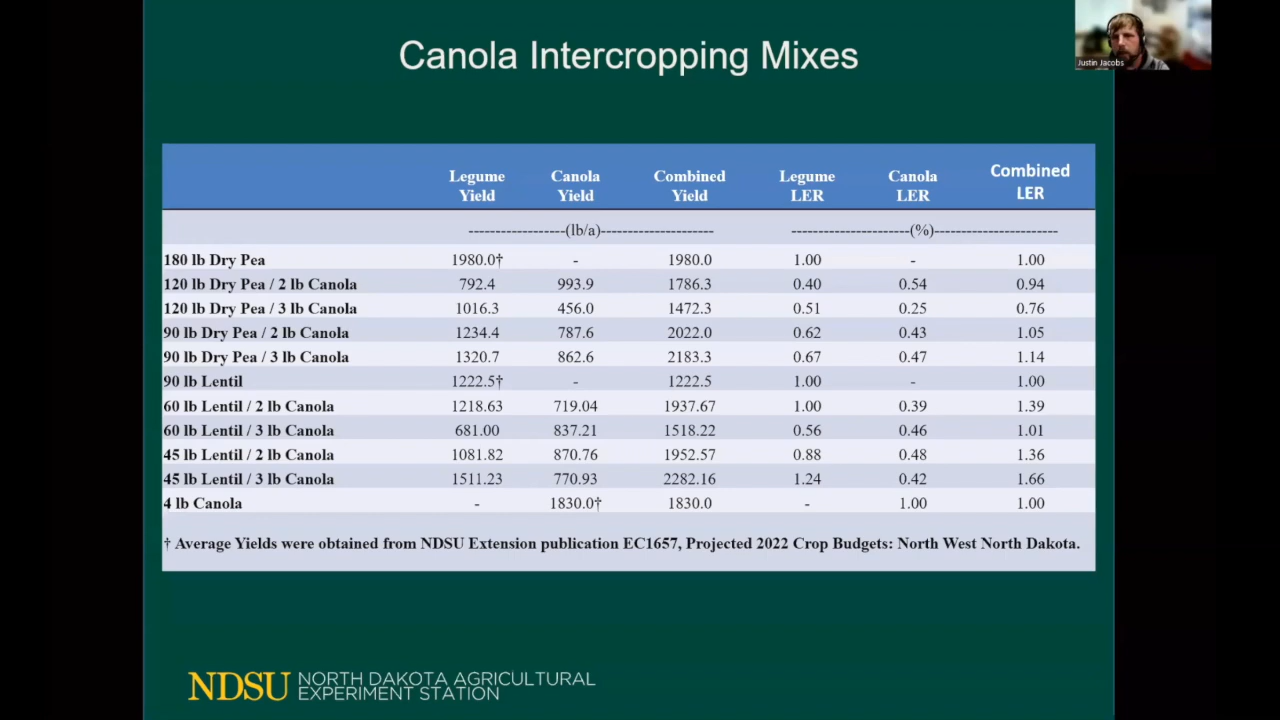 Canola Intercropping Mixes
Justin Jacobs
Legume Yield Canola Yield Combined Yield Legume LER Canola LER Combined LER
------------------(lb/a)--------------------- ----------------------(%)-----------------------
180 lb Dry Pea 1980.0† - 1980.0 1.00 - 1.00
120 lb Dry Pea / 2 lb Canola 792.4 993.9 1786.3 0.40 0.54 0.94
120 lb Dry Pea / 3 lb Canola 1016.3 456.0 1472.3 0.51 0.25 0.76
90 lb Dry Pea / 2 lb Canola 1234.4 787.6 2022.0 0.62 0.43 1.05
90 lb Dry Pea / 3 lb Canola 1320.7 862.6 2183.3 0.67 0.47 1.14
90 lb Lentil 1222.5† - 1222.5 1.00 - 1.00
60 lb Lentil / 2 lb Canola 1218.63 719.04 1937.67 1.00 0.39 1.39
60 lb Lentil / 3 lb Canola 681.00 837.21 1518.22 0.56 0.46 1.01
45 lb Lentil / 2 lb Canola 1081.82 870.76 1952.57 0.88 0.48 1.36
45 lb Lentil / 3 lb Canola 1511.23 770.93 2282.16 1.24 0.42 1.66
4 lb Canola - 1830.0† 1830.0 - 1.00 1.00
† Average Yields were obtained from NDSU Extension publication EC1657, Projected 2022 Crop Budgets: North West North Dakota.
NDSU NORTH DAKOTA AGRICULTURAL
EXPERIMENT STATION